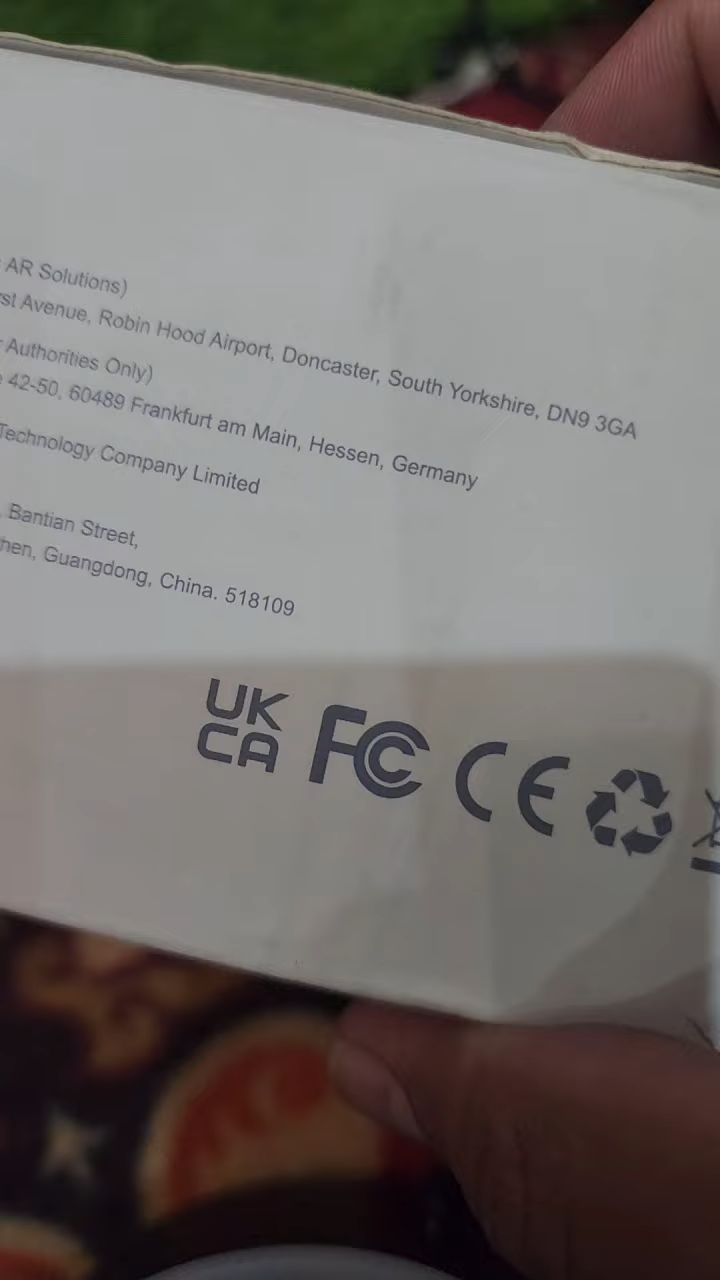 AR Solutions)
st Avenue, Robin Hood Airport, Doncaster, South Yorkshire, DN9 3GA
Authorities Only)
42-50, 60489 Frankfurt am Main, Hessen, Germany
Technology Company Limited
, Bantian Street,
hen, Guangdong, China. 518109
UK
CA
FC
CE